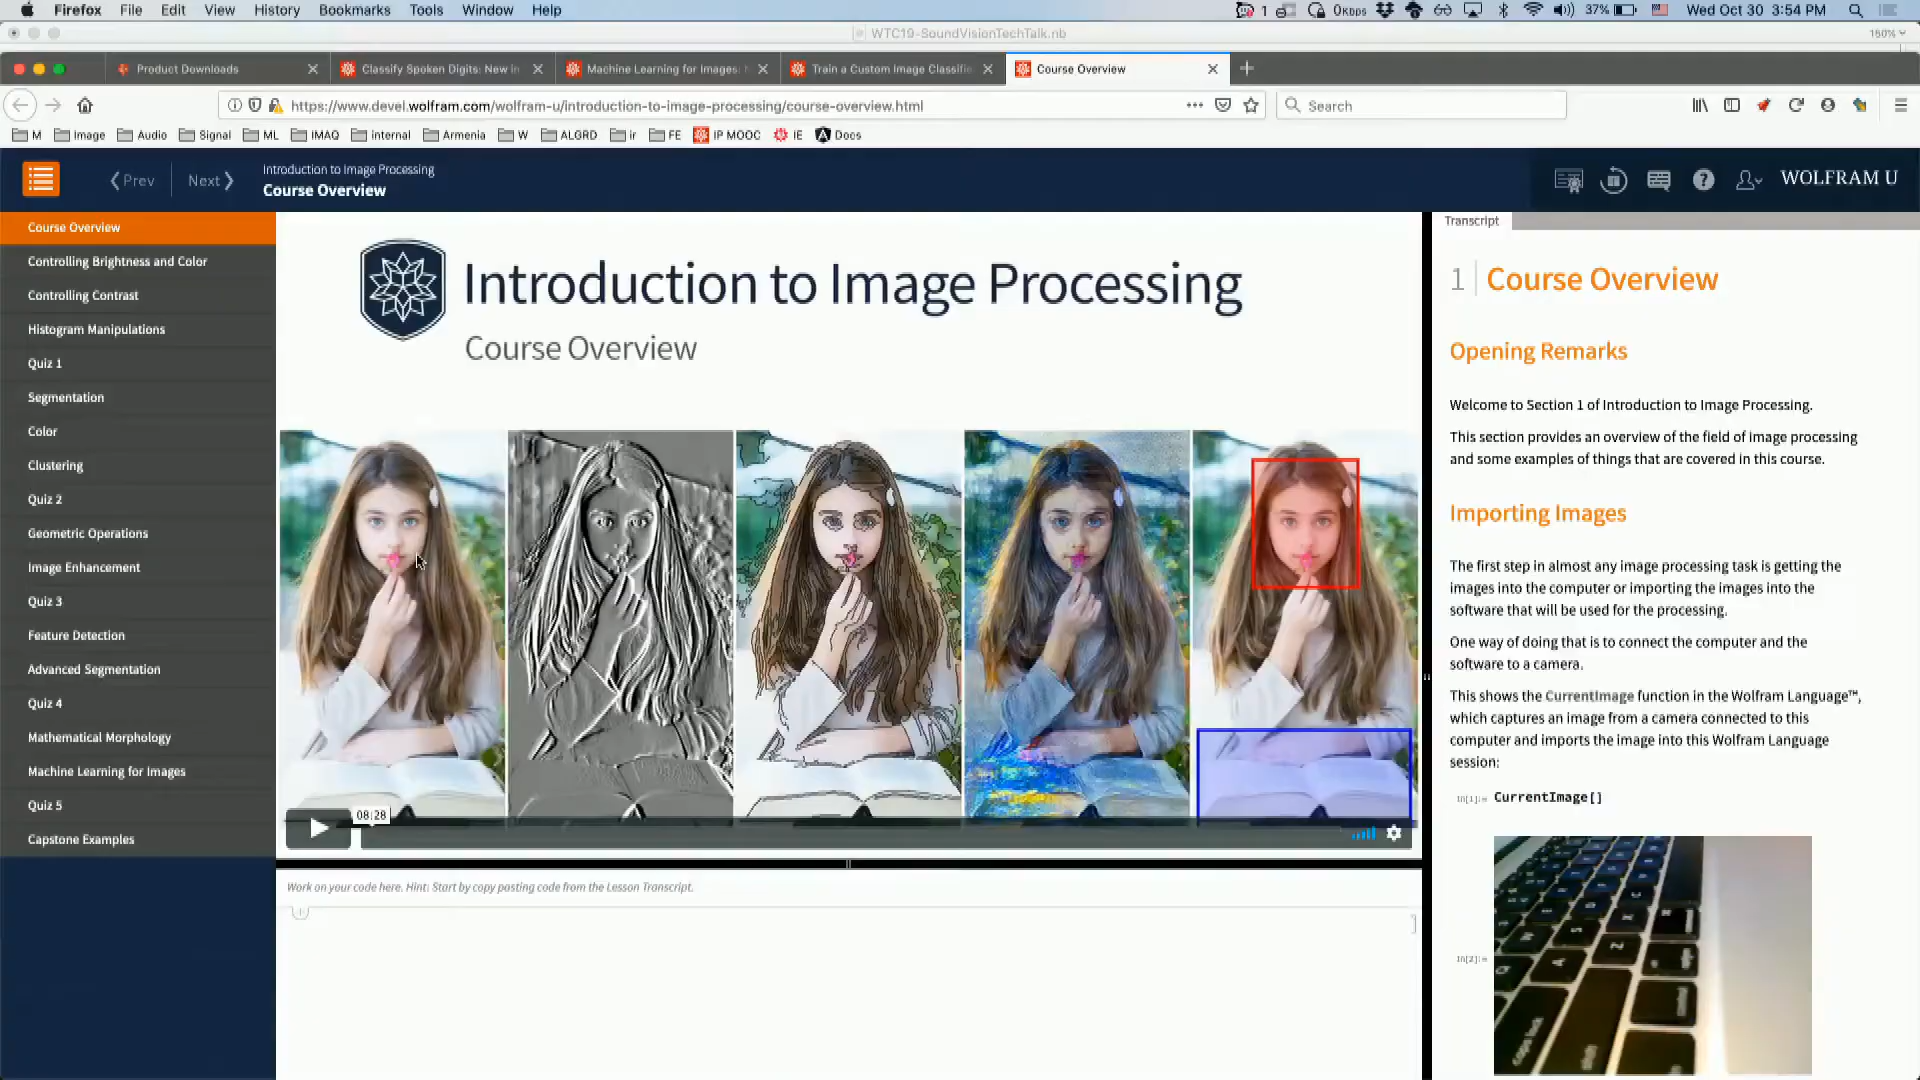 Firefox File Edit View History Bookmarks Tools Window Help 1 0Kbps 37% Wed Oct 30 3:54 PM
WTC19-SoundVisionTechTalk.nb 160%
Product Downloads Classify Spoken Digits: New in Machine Learning for Images: Train a Custom Image Classifie Course Overview
https://www.devel.wolfram.com/wolfram-u/introduction-to-image-processing/course-overview.html Search
M Image Audio Signal ML IMAQ internal Armenia W ALGRD ir FE IP MOOC IE Docs
Prev Next Introduction to Image Processing
Course Overview
WOLFRAM U
Course Overview
Controlling Brightness and Color
Controlling Contrast
Histogram Manipulations
Quiz 1
Segmentation
Color
Clustering
Quiz 2
Geometric Operations
Image Enhancement
Quiz 3
Feature Detection
Advanced Segmentation
Quiz 4
Mathematical Morphology
Machine Learning for Images
Quiz 5
Capstone Examples
Introduction to Image Processing
Course Overview
08:28
Work on your code here. Hint: Start by copy pasting code from the Lesson Transcript.
Transcript
1 Course Overview
Opening Remarks
Welcome to Section 1 of Introduction to Image Processing.
This section provides an overview of the field of image processing
and some examples of things that are covered in this course.
Importing Images
The first step in almost any image processing task is getting the
images into the computer or importing the images into the
software that will be used for the processing.
One way of doing that is to connect the computer and the
software to a camera.
This shows the CurrentImage function in the Wolfram Language™,
which captures an image from a camera connected to this
computer and imports the image into this Wolfram Language
session:
In[1]:= CurrentImage[]
In[2]:=